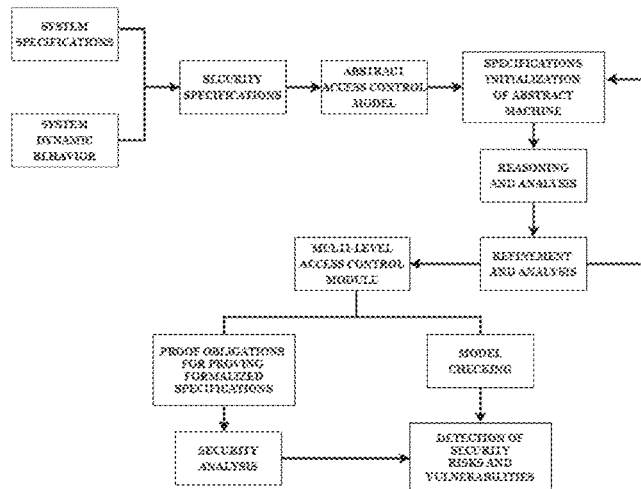 SYSTEM
SPECIFICATIONS
SYSTEM
DYNAMIC
BEHAVIOR
SECURITY
SPECIFICATIONS
ABSTRACT
ACCESS CONTROL
MODEL
SPECIFICATIONS
INITIALIZATION
OF ABSTRACT
MACHINE
REASONING
AND ANALYSIS
REFINEMENT
AND ANALYSIS
MULTI-LEVEL
ACCESS CONTROL
MODULE
PROOF OBLIGATIONS
FOR PROVING
FORMALIZED
SPECIFICATIONS
MODEL
CHECKING
SECURITY
ANALYSIS
DETECTION OF
SECURITY
RISKS AND
VULNERABILITIES